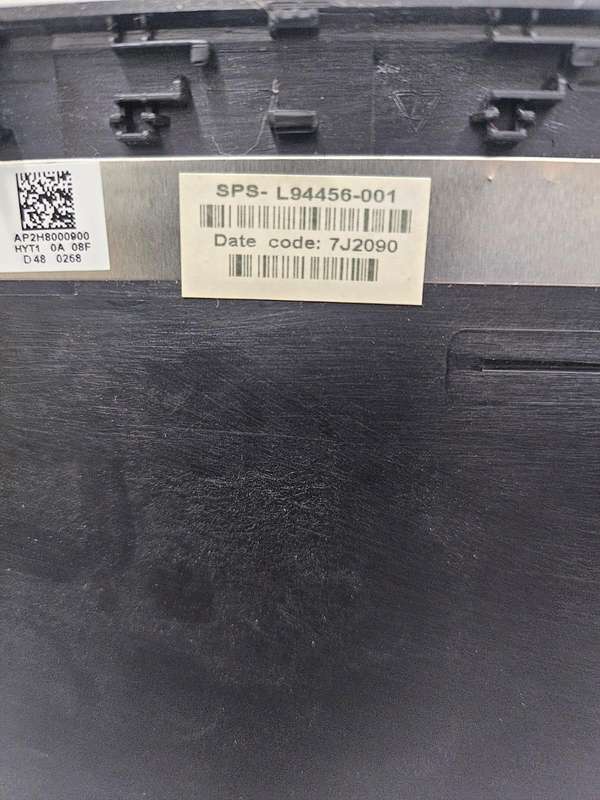 AP2H8000900
HYT1 0A 08F
D48 0268
SPS- L94456-001
Date code: 7J2090